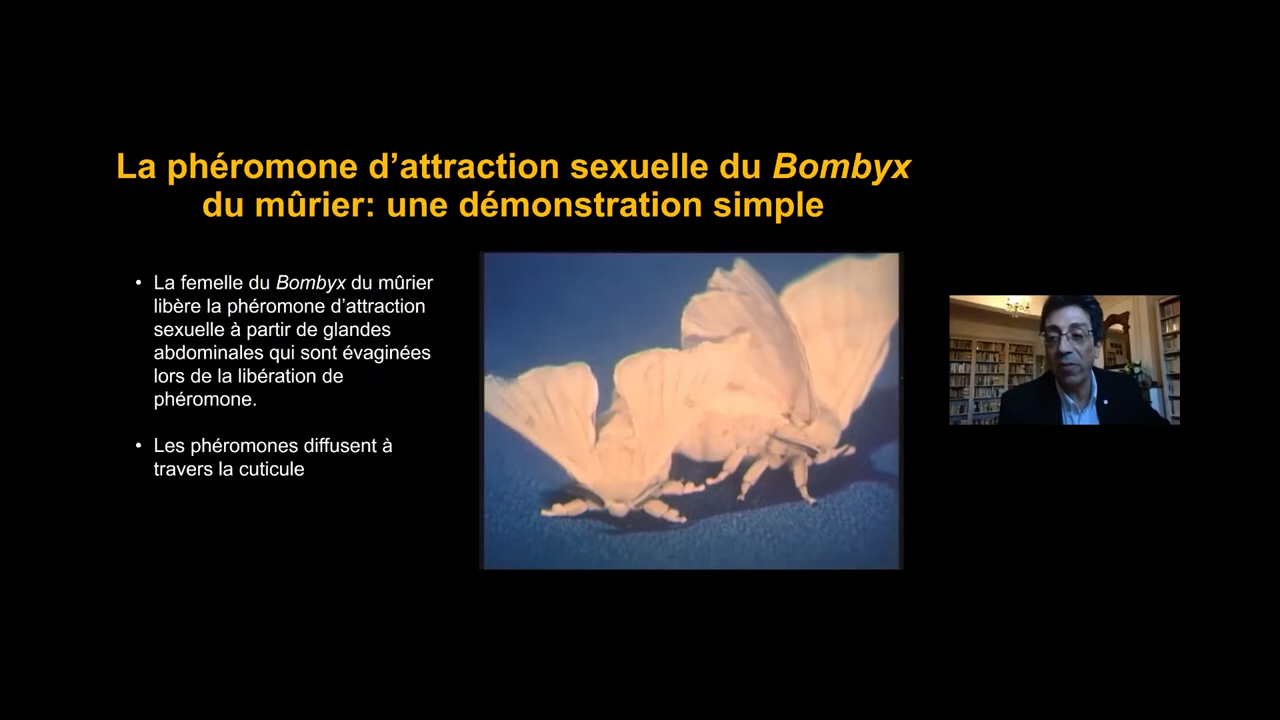 La phéromone d’attraction sexuelle du Bombyx
du mûrier: une démonstration simple
• La femelle du Bombyx du mûrier
libère la phéromone d’attraction
sexuelle à partir de glandes
abdominales qui sont évaginées
lors de la libération de
phéromone.
• Les phéromones diffusent à
travers la cuticule